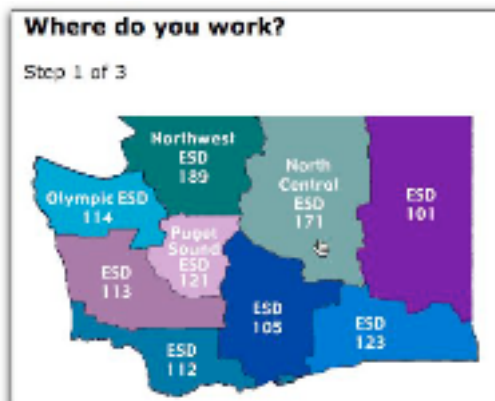 Where do you work?
Step 1 of 3
Northwest
ESD
189
North
Central
ESD
171
ESD
101
Olympic ESD
114
Puget
Sound
ESD
121
ESD
113
ESD
105
ESD
123
ESD
112